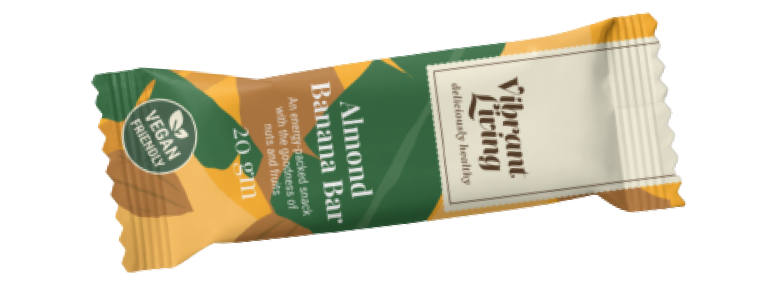 Vibrant
Living
deliciously healthy
Almond
Banana Bar
An energy-packed snack
with the goodness of
nuts and fruits
20 gm
VEGAN
FRIENDLY